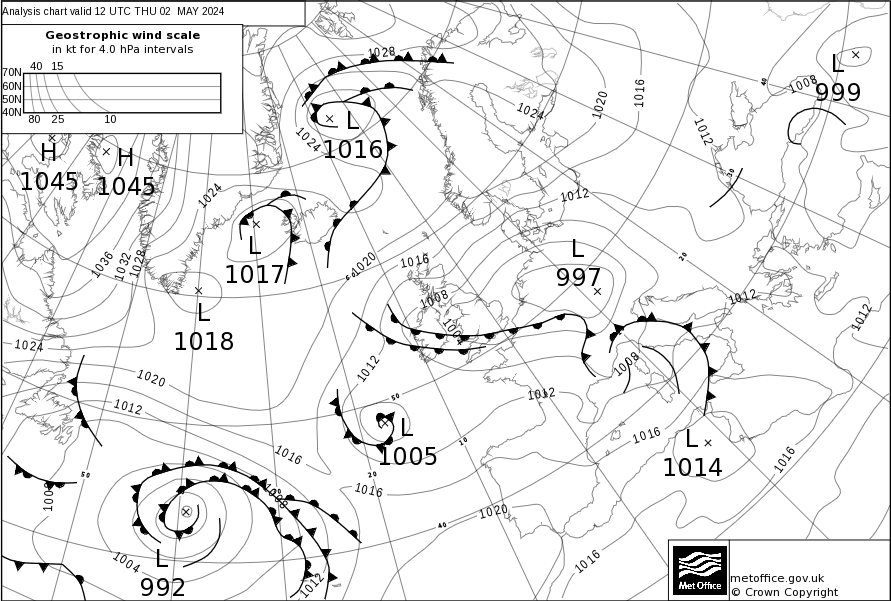 Analysis chart valid 12 UTC THU 02 MAY 2024
Geostrophic wind scale
in kt for 4.0 hPa intervals
40 15
70N
60N
50N
40N
80 25 10
1028
1016
1020
1024
40
1008
L
999
1012
L
1016
1024
H
1045
H
1045
30
1024
1012
L
1017
1036
1032
1028
60
1020
1016
L
997
20
L
1018
1008
1004
1012
1012
1024
1020
1012
1012
50
1008
1012
L
1005
10
1016
L
1014
1016
1016
50
20
1016
1008
1008
40
1020
L
992
1004
1012
1016
Met Office
metoffice.gov.uk
© Crown Copyright